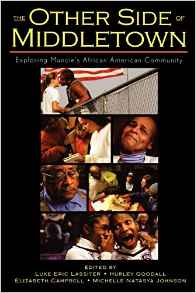 THE OTHER SIDE OF
MIDDLETOWN
Exploring Muncie's African American Community
EDITED BY
LUKE ERIC LASSITER • HURLEY GOODALL
ELIZABETH CAMPBELL • MICHELLE NATASYA JOHNSON